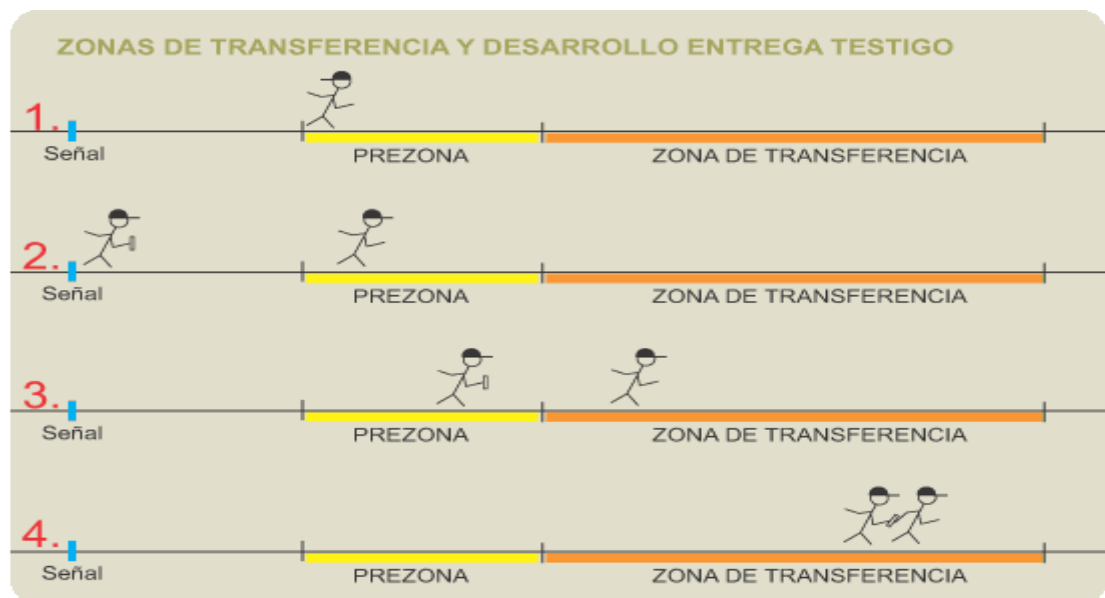 ZONAS DE TRANSFERENCIA Y DESARROLLO ENTREGA TESTIGO
1.
Señal PREZONA ZONA DE TRANSFERENCIA
2.
Señal PREZONA ZONA DE TRANSFERENCIA
3.
Señal PREZONA ZONA DE TRANSFERENCIA
4.
Señal PREZONA ZONA DE TRANSFERENCIA